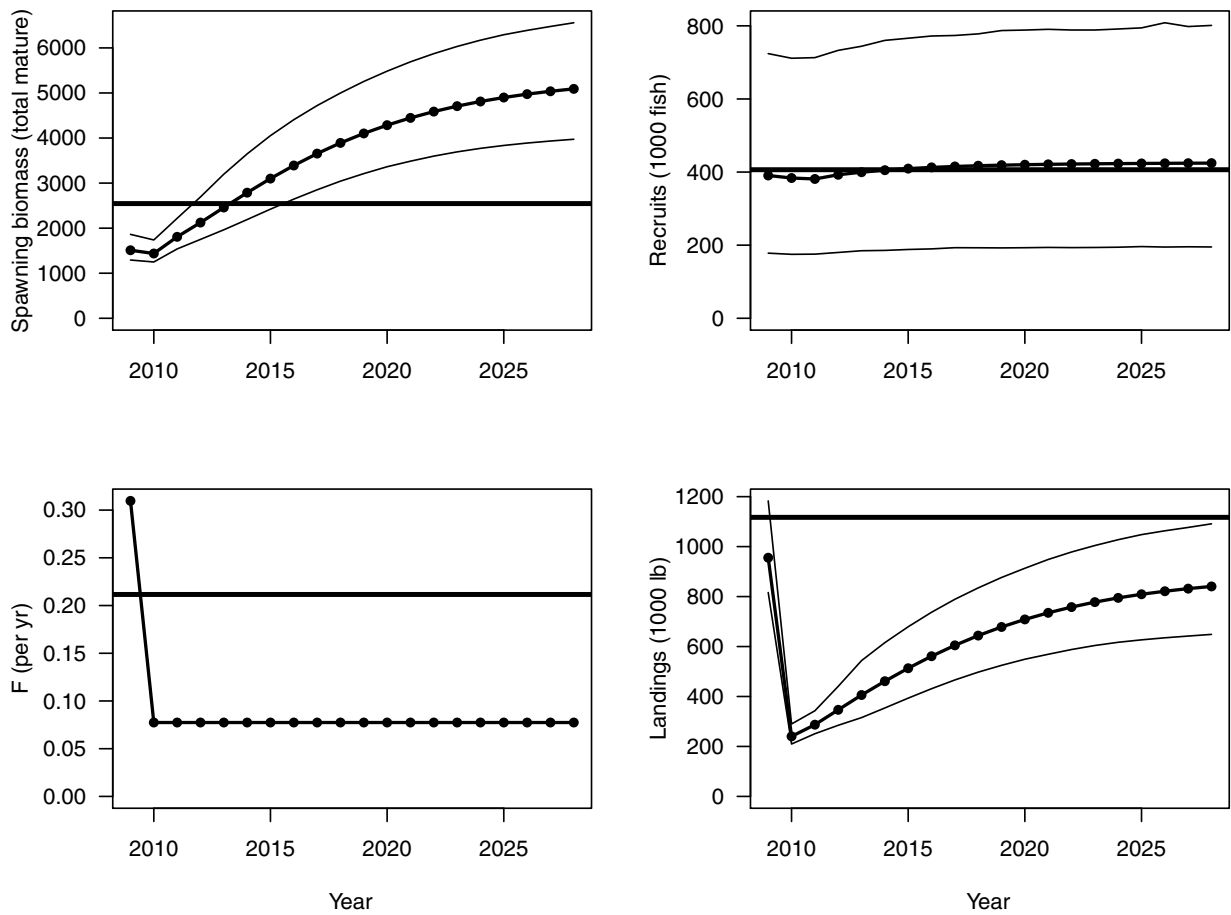 Spawning biomass (total mature)
6000
5000
4000
3000
2000
1000
0
2010 2015 2020 2025
Recruits (1000 fish)
800
600
400
200
0
2010 2015 2020 2025
F (per yr)
0.30
0.25
0.20
0.15
0.10
0.05
0.00
2010 2015 2020 2025
Year
Landings (1000 lb)
1200
1000
800
600
400
200
0
2010 2015 2020 2025
Year